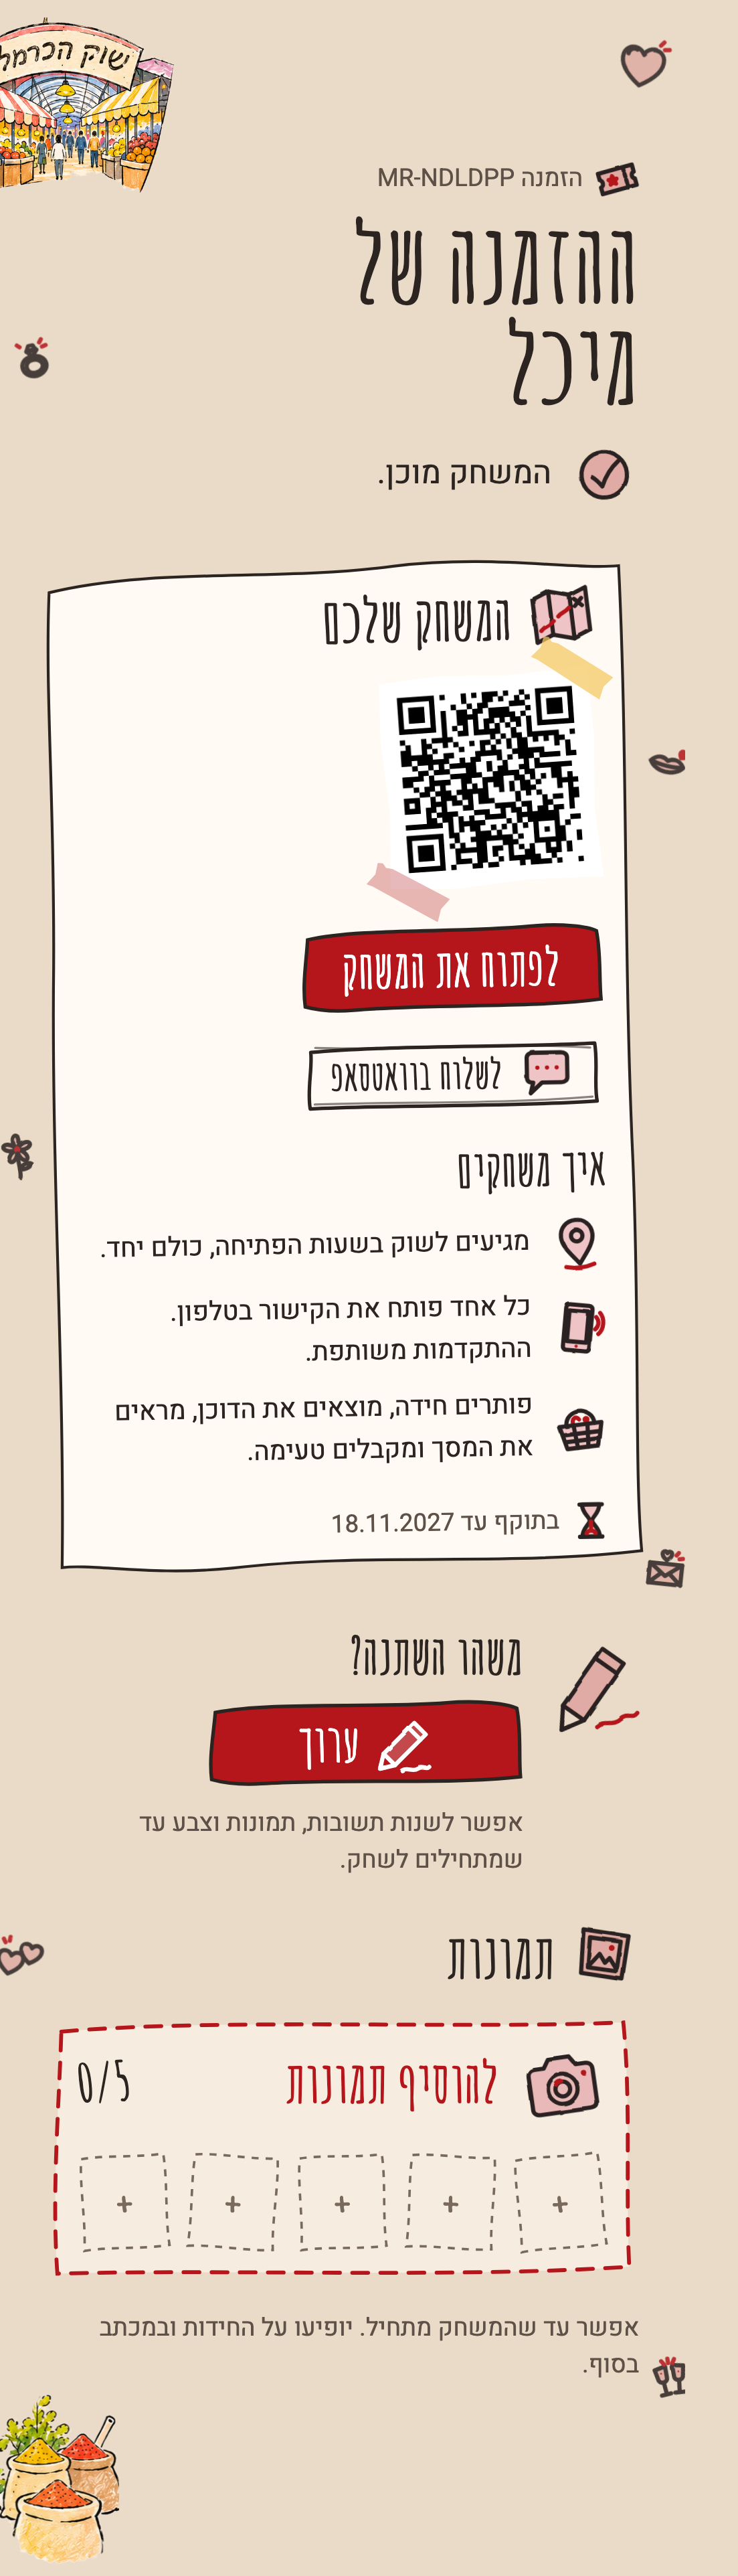 שוק הכרמל
הזמנה MR-NDLDPP
ההזמנה של
מיכל
המשחק מוכן.
המשחק שלכם
לפתוח את המשחק
לשלוח בוואטסאפ
איך משחקים
מגיעים לשוק בשעות הפתיחה, כולם יחד.
כל אחד פותח את הקישור בטלפון.
ההתקדמות משותפת.
פותרים חידה, מוצאים את הדוכן, מראים
את המסך ומקבלים טעימה.
בתוקף עד 18.11.2027
משהו השתנה?
ערוך
אפשר לשנות תשובות, תמונות וצבע עד
שמתחילים לשחק.
תמונות
להוסיף תמונות 0/5
+ + + + +
אפשר עד שהמשחק מתחיל. יופיעו על החידות ובמכתב
בסוף.